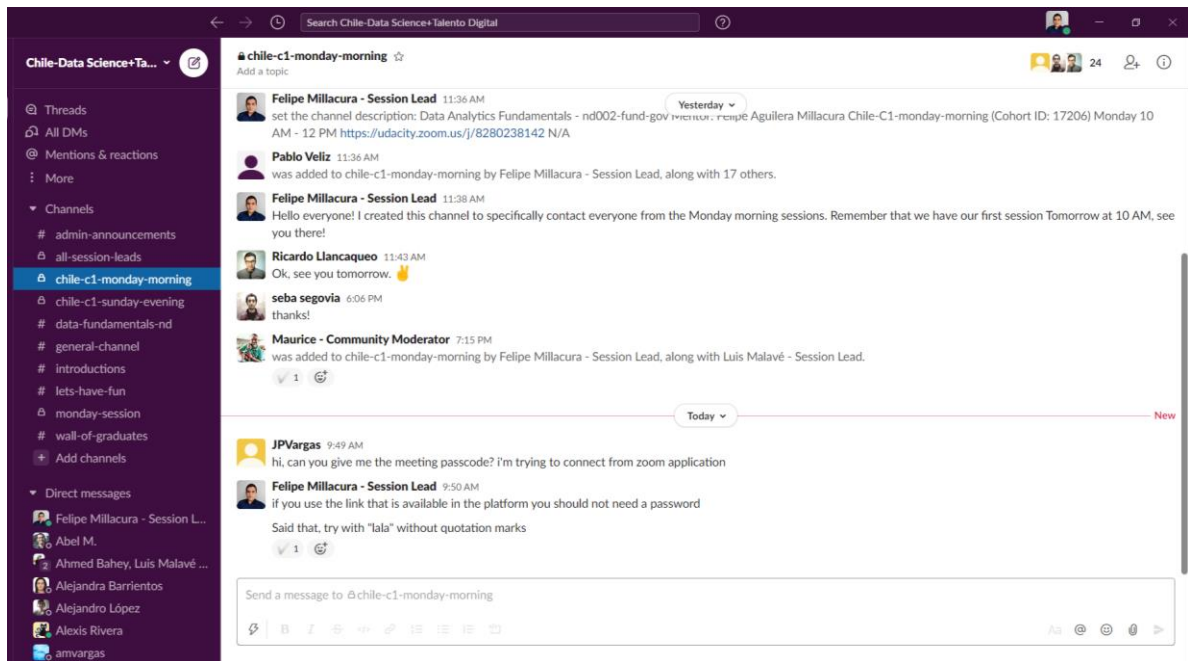 Search Chile-Data Science+Talento Digital
Chile-Data Science+Ta...
Threads
All DMs
Mentions & reactions
More
Channels
# admin-announcements
all-session-leads
chile-c1-monday-morning
chile-c1-sunday-evening
# data-fundamentals-nd
# general-channel
# introductions
# lets-have-fun
monday-session
# wall-of-graduates
+ Add channels
Direct messages
Felipe Millacura - Session L...
Abel M.
2 Ahmed Bahey, Luis Malavé ...
Alejandra Barrientos
Alejandro López
Alexis Rivera
amvargas
chile-c1-monday-morning
Add a topic
24
Yesterday
Felipe Millacura - Session Lead 11:36 AM
set the channel description: Data Analytics Fundamentals - nd002-fund-gov Mentor: Felipe Aguilera Millacura Chile-C1-monday-morning (Cohort ID: 17206) Monday 10
AM - 12 PM https://udacity.zoom.us/j/8280238142 N/A
Pablo Veliz 11:36 AM
was added to chile-c1-monday-morning by Felipe Millacura - Session Lead, along with 17 others.
Felipe Millacura - Session Lead 11:38 AM
Hello everyone! I created this channel to specifically contact everyone from the Monday morning sessions. Remember that we have our first session Tomorrow at 10 AM, see
you there!
Ricardo Llancaqueo 11:43 AM
Ok, see you tomorrow.
seba segovia 6:06 PM
thanks!
Maurice - Community Moderator 7:15 PM
was added to chile-c1-monday-morning by Felipe Millacura - Session Lead, along with Luis Malavé - Session Lead.
1
Today
New
JPVargas 9:49 AM
hi, can you give me the meeting passcode? i'm trying to connect from zoom application
Felipe Millacura - Session Lead 9:50 AM
if you use the link that is available in the platform you should not need a password
Said that, try with "lala" without quotation marks
1
Send a message to chile-c1-monday-morning
B I S
Aa @